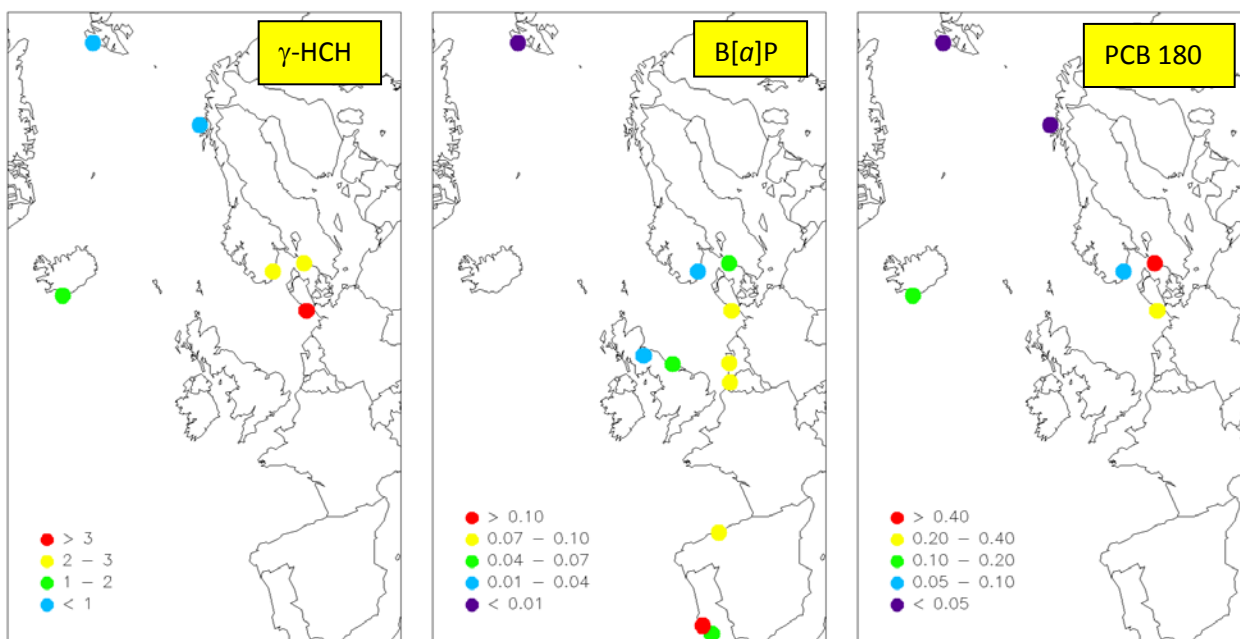 γ-HCH
> 3
2 – 3
1 – 2
< 1
B[a]P
> 0.10
0.07 – 0.10
0.04 – 0.07
0.01 – 0.04
< 0.01
PCB 180
> 0.40
0.20 – 0.40
0.10 – 0.20
0.05 – 0.10
< 0.05